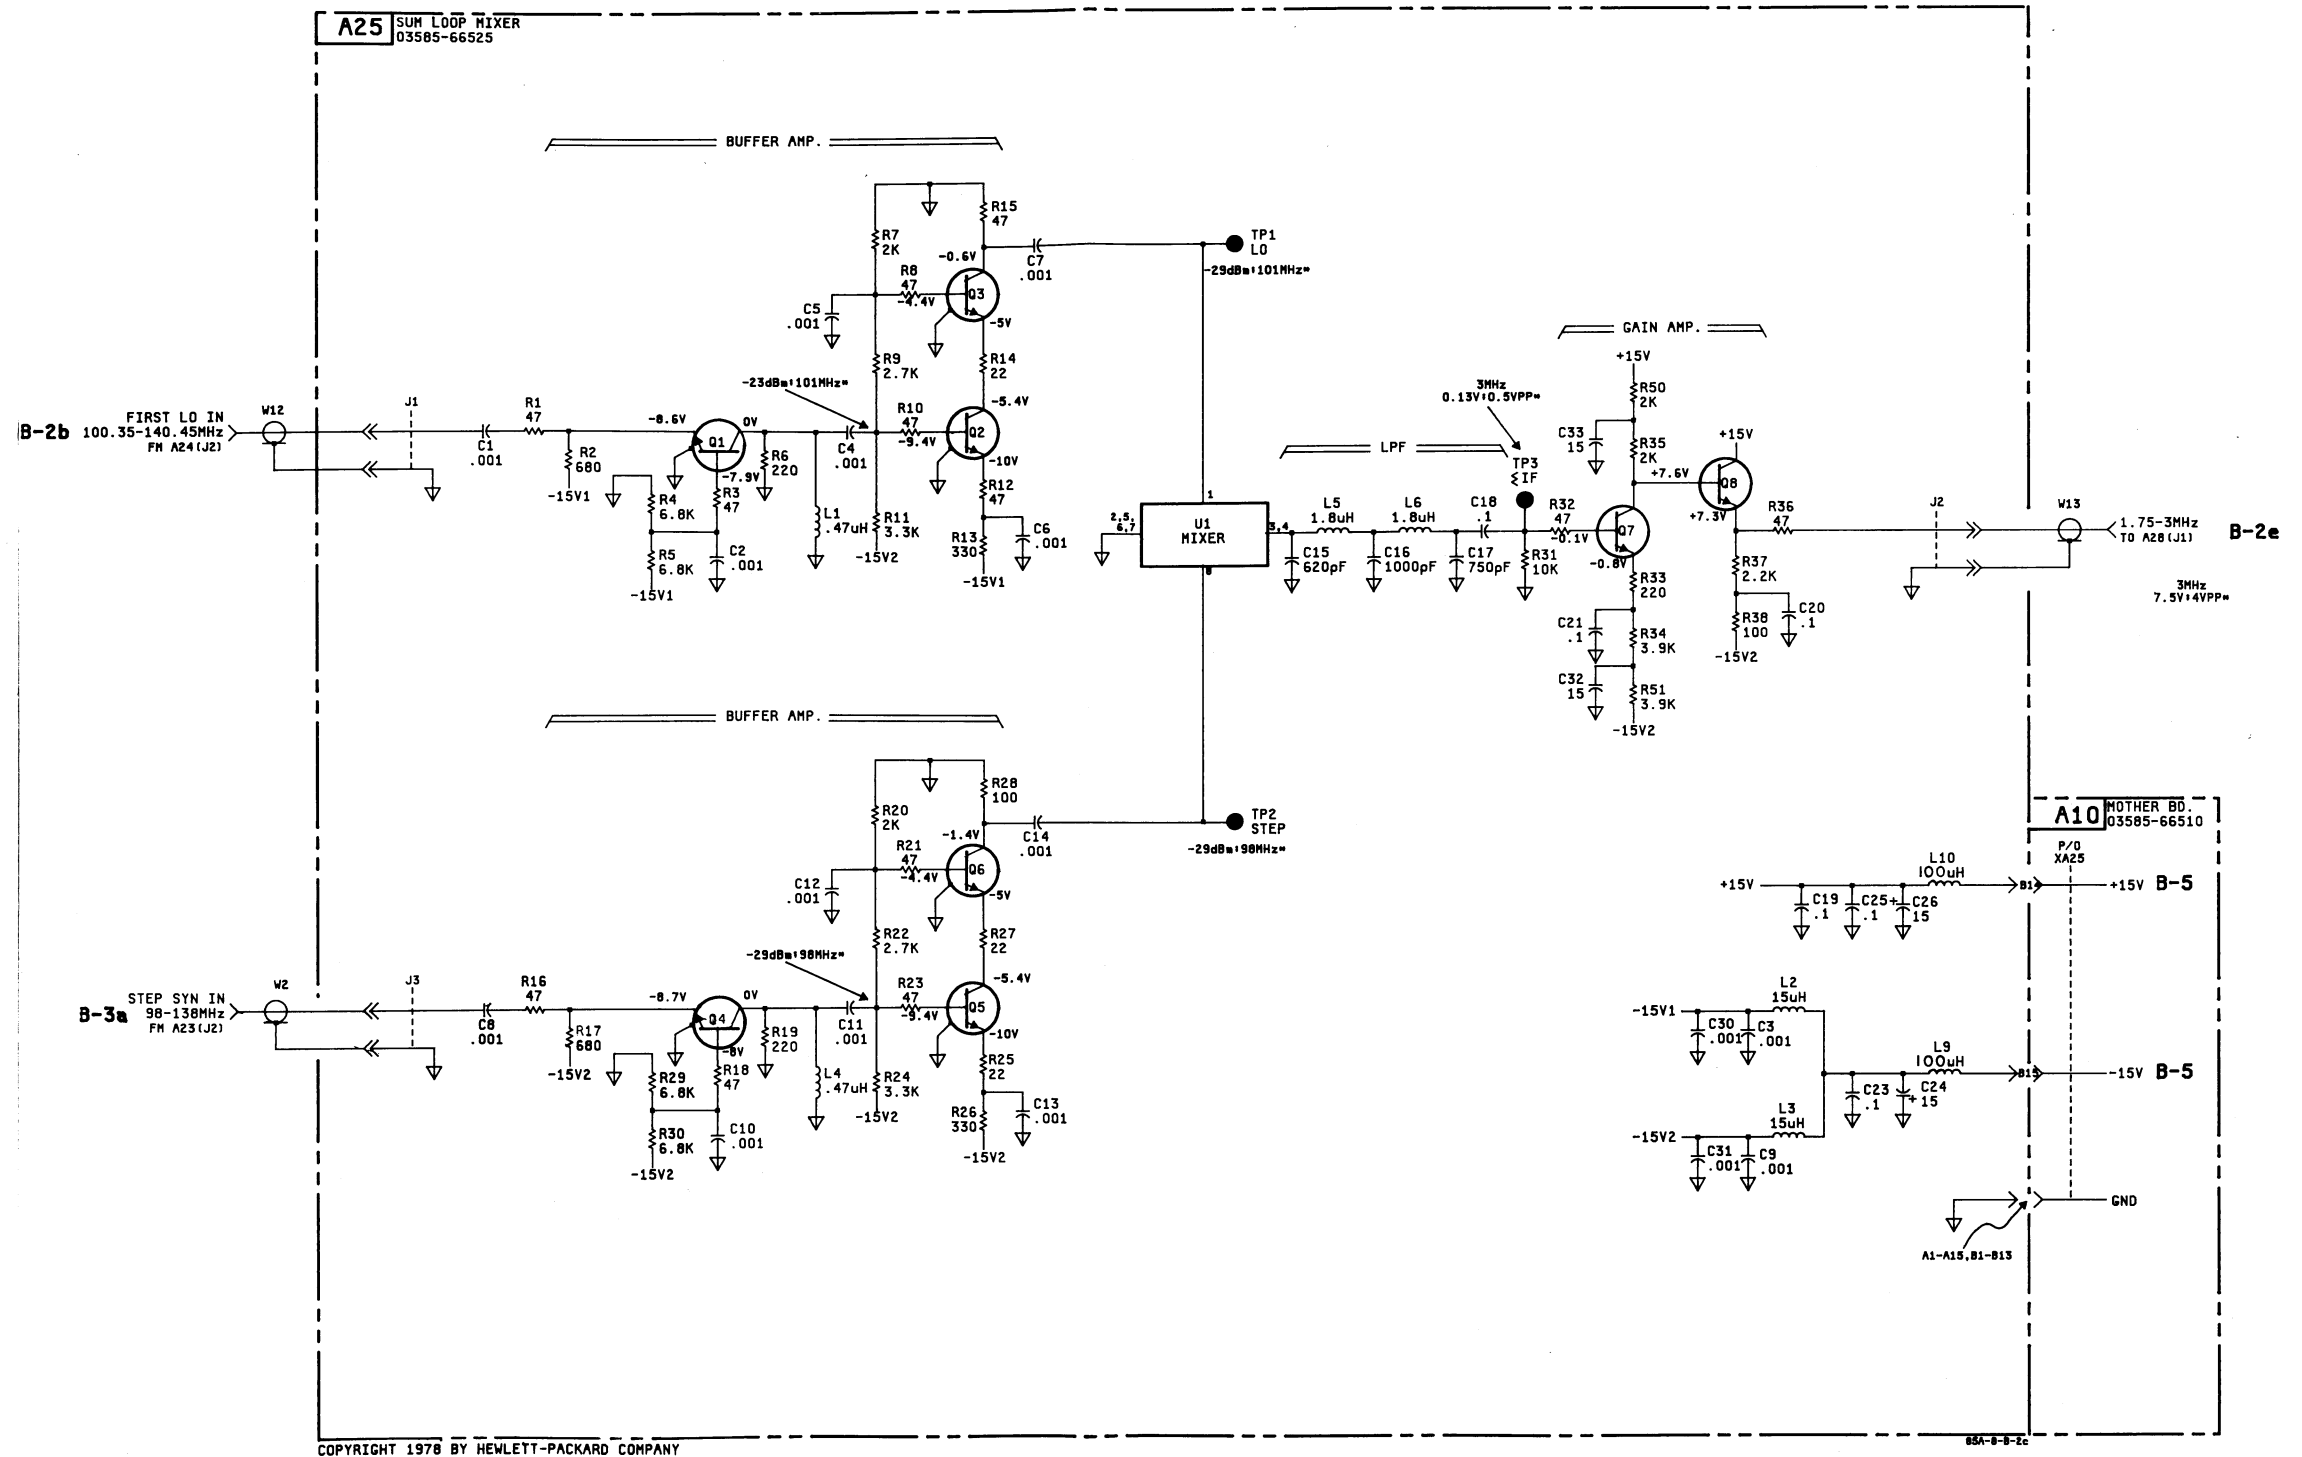 A25 SUM LOOP MIXER
03585-66525
BUFFER AMP.
R15
47
R7
2K
TP1
LO
-29dBm;101MHz*
-0.6V
C7
.001
R8
47
-4.4V
Q3
C5
.001
-5V
GAIN AMP.
+15V
R9
2.7K
R14
22
-23dBm;101MHz*
R50
2K
3MHz
0.13V;0.5VPP*
B-2b
FIRST LO IN
100.35-140.45MHz
FM A24(J2)
W12
J1
R1
47
C1
.001
R2
680
-15V1
-8.6V
0V
Q1
-7.9V
R3
47
R4
6.8K
R5
6.8K
-15V1
C2
.001
R6
220
L1
.47uH
C4
.001
R10
47
-9.4V
Q2
-5.4V
-10V
R12
47
R11
3.3K
-15V2
R13
330
-15V1
C6
.001
1
2,5,
6,7
U1
MIXER
3,4
8
LPF
L5
1.8uH
L6
1.8uH
C18
.1
C15
620pF
C16
1000pF
C17
750pF
TP3
Σ IF
R32
47
-0.1V
R31
10K
C33
15
R35
2K
+7.6V
Q7
-0.8V
+15V
Q8
+7.3V
R36
47
R33
220
C21
.1
R34
3.9K
C32
15
R51
3.9K
-15V2
R37
2.2K
R38
100
-15V2
C20
.1
J2
W13
1.75-3MHz
TO A28(J1)
B-2e
3MHz
7.5V;4VPP*
BUFFER AMP.
R28
100
R20
2K
TP2
STEP
-29dBm;98MHz*
-1.4V
C14
.001
R21
47
-4.4V
Q6
C12
.001
-5V
R22
2.7K
R27
22
-29dBm;98MHz*
B-3a
STEP SYN IN
98-138MHz
FM A23(J2)
W2
J3
R16
47
C8
.001
R17
680
-15V2
-8.7V
0V
Q4
-8V
R18
47
R29
6.8K
R30
6.8K
-15V2
C10
.001
R19
220
L4
.47uH
C11
.001
R23
47
-9.4V
Q5
-5.4V
-10V
R25
22
R24
3.3K
-15V2
R26
330
-15V2
C13
.001
A10 MOTHER BD.
03585-66510
P/O
XA25
+15V
C19
.1
C25
.1
+
C26
15
L10
100uH
B14
+15V B-5
-15V1
C30
.001
C3
.001
L2
15uH
L9
100uH
B15
-15V B-5
C23
.1
+
C24
15
L3
15uH
-15V2
C31
.001
C9
.001
GND
A1-A15,B1-B13
COPYRIGHT 1978 BY HEWLETT-PACKARD COMPANY
85A-B-B-2c